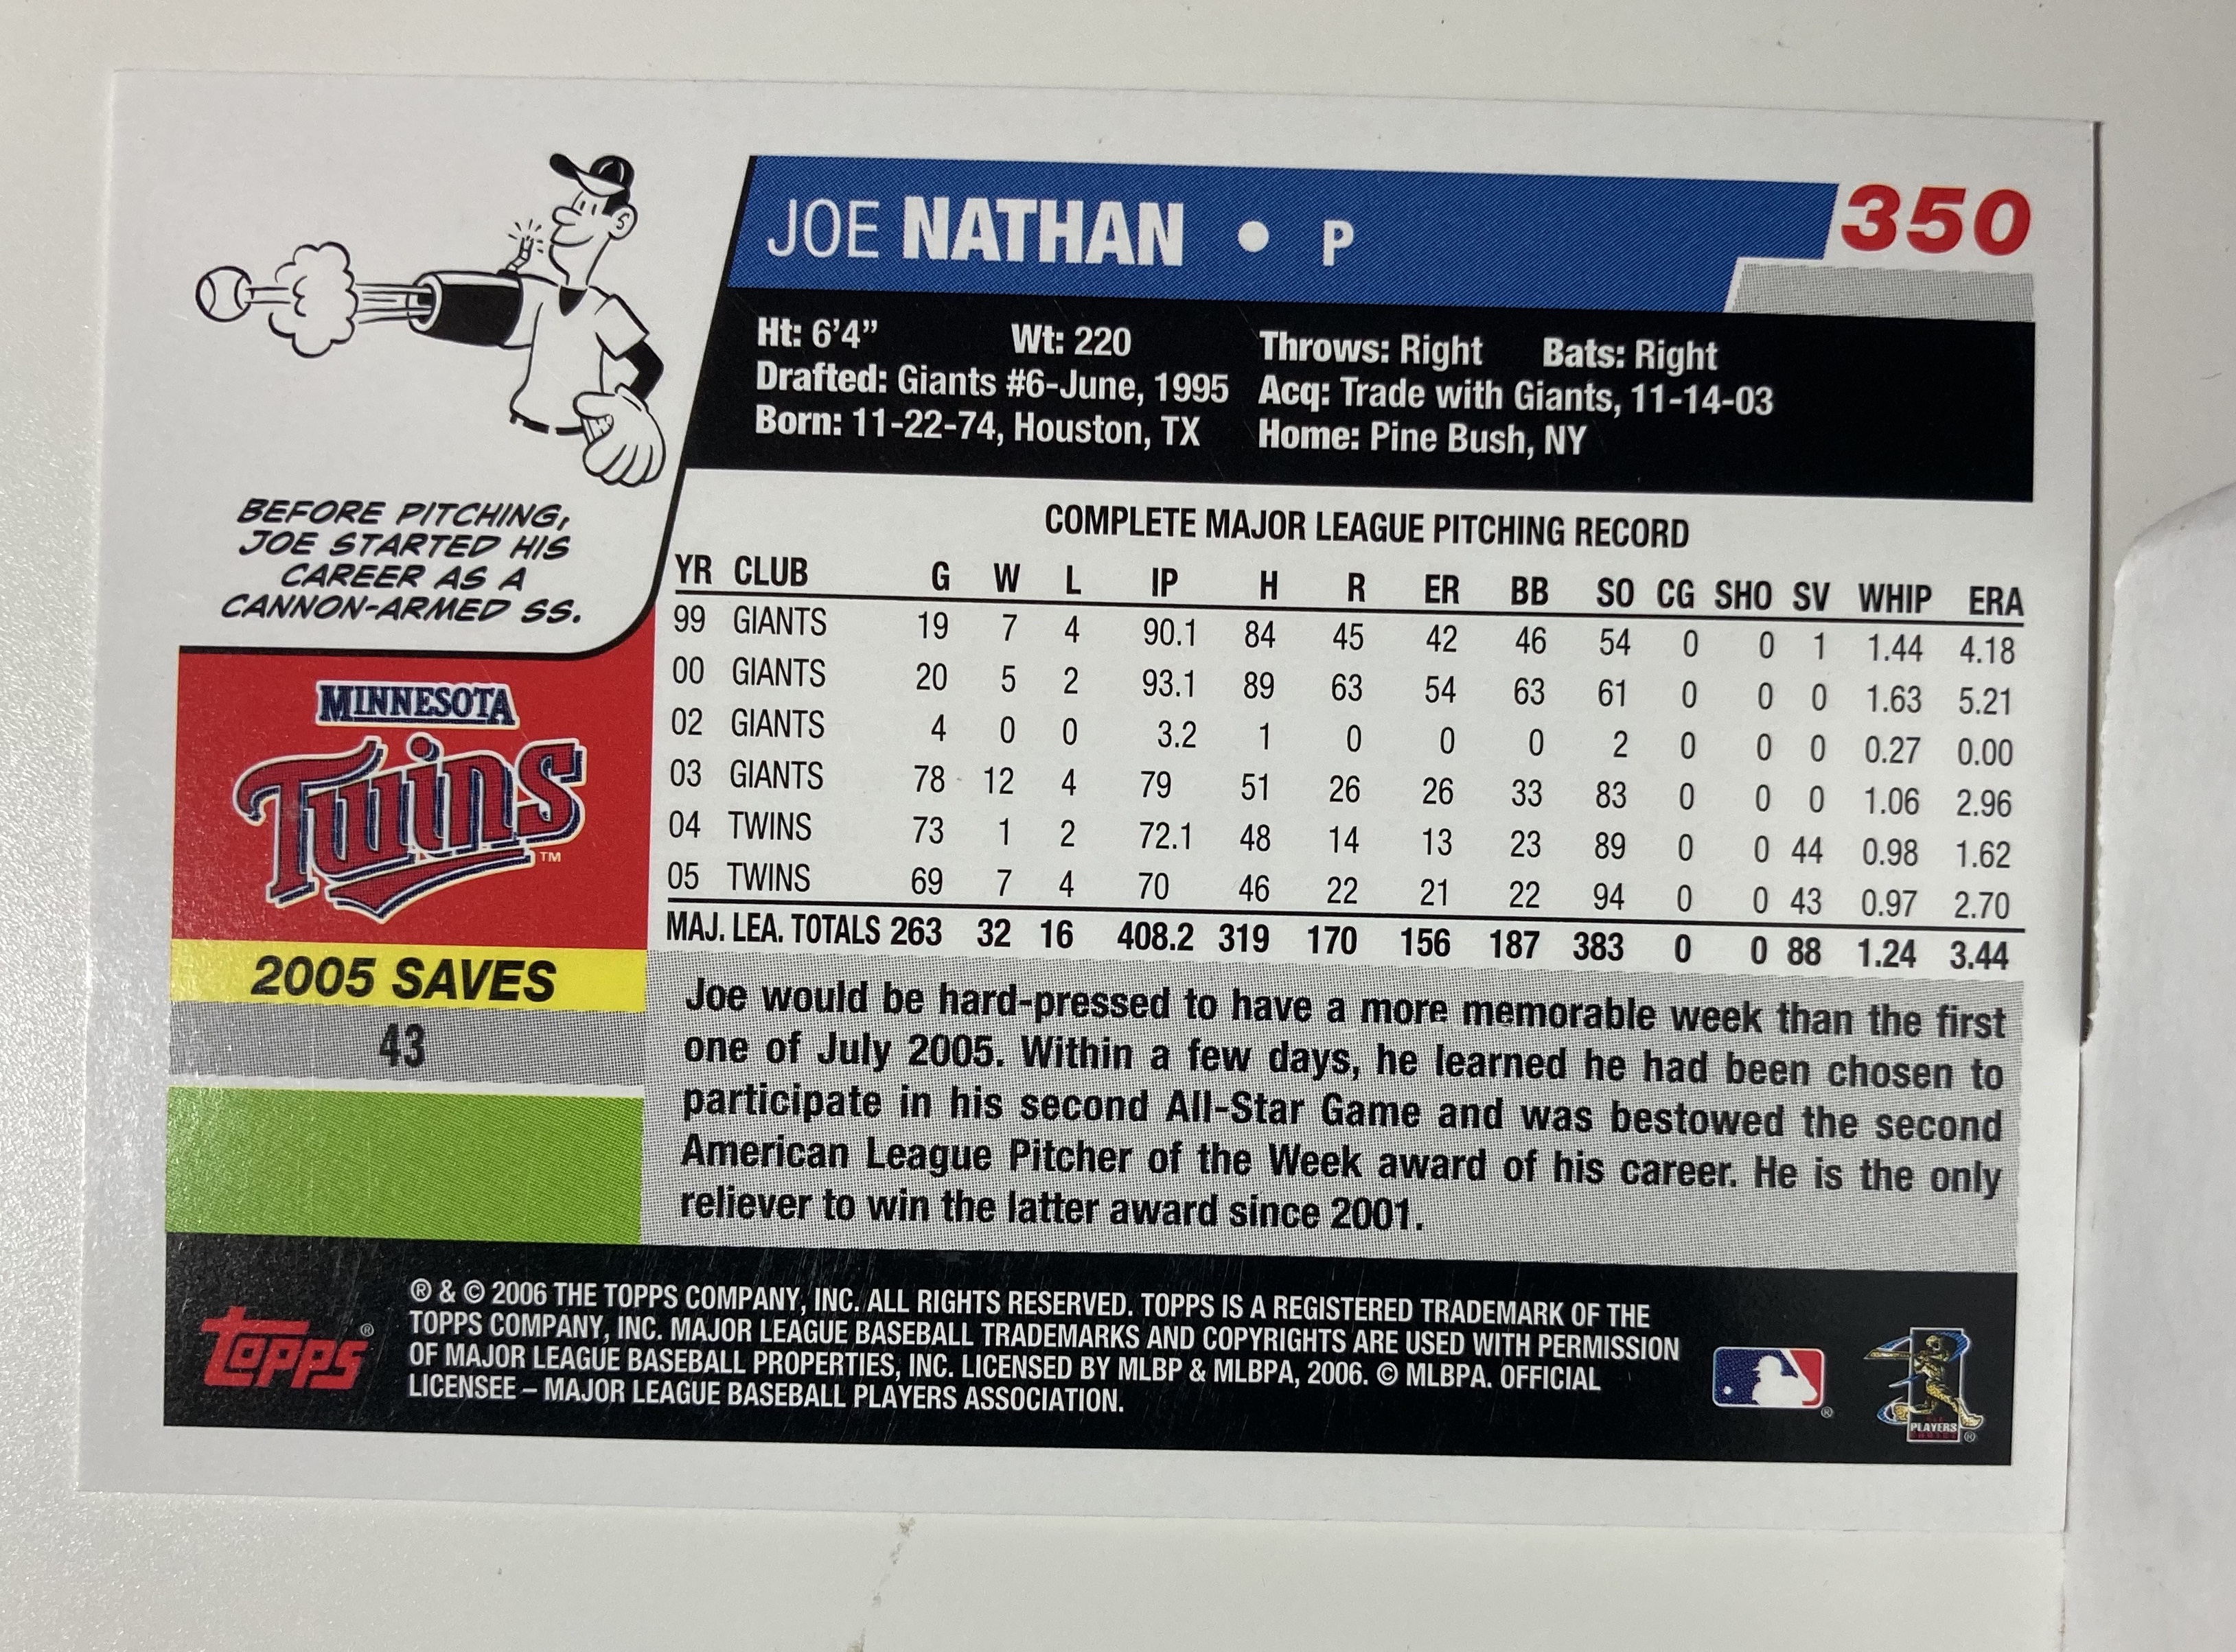 JOE NATHAN • P
350
Ht: 6'4" Wt: 220 Throws: Right Bats: Right
Drafted: Giants #6-June, 1995 Acq: Trade with Giants, 11-14-03
Born: 11-22-74, Houston, TX Home: Pine Bush, NY
BEFORE PITCHING,
JOE STARTED HIS
CAREER AS A
CANNON-ARMED SS.
MINNESOTA
Twins™
2005 SAVES
43
COMPLETE MAJOR LEAGUE PITCHING RECORD
YR CLUB G W L IP H R ER BB SO CG SHO SV WHIP ERA
99 GIANTS 19 7 4 90.1 84 45 42 46 54 0 0 1 1.44 4.18
00 GIANTS 20 5 2 93.1 89 63 54 63 61 0 0 0 1.63 5.21
02 GIANTS 4 0 0 3.2 1 0 0 0 2 0 0 0 0.27 0.00
03 GIANTS 78 12 4 79 51 26 26 33 83 0 0 0 1.06 2.96
04 TWINS 73 1 2 72.1 48 14 13 23 89 0 0 44 0.98 1.62
05 TWINS 69 7 4 70 46 22 21 22 94 0 0 43 0.97 2.70
MAJ. LEA. TOTALS 263 32 16 408.2 319 170 156 187 383 0 0 88 1.24 3.44
Joe would be hard-pressed to have a more memorable week than the first
one of July 2005. Within a few days, he learned he had been chosen to
participate in his second All-Star Game and was bestowed the second
American League Pitcher of the Week award of his career. He is the only
reliever to win the latter award since 2001.
topps®
® & © 2006 THE TOPPS COMPANY, INC. ALL RIGHTS RESERVED. TOPPS IS A REGISTERED TRADEMARK OF THE
TOPPS COMPANY, INC. MAJOR LEAGUE BASEBALL TRADEMARKS AND COPYRIGHTS ARE USED WITH PERMISSION
OF MAJOR LEAGUE BASEBALL PROPERTIES, INC. LICENSED BY MLBP & MLBPA, 2006. © MLBPA. OFFICIAL
LICENSEE – MAJOR LEAGUE BASEBALL PLAYERS ASSOCIATION.
®
PLAYERS
®